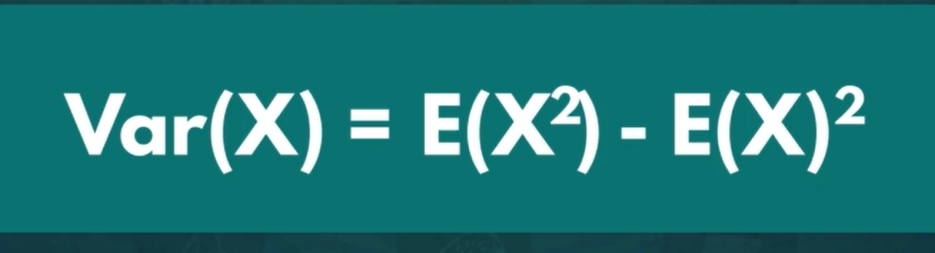 Var(X) = E(X²) - E(X)²